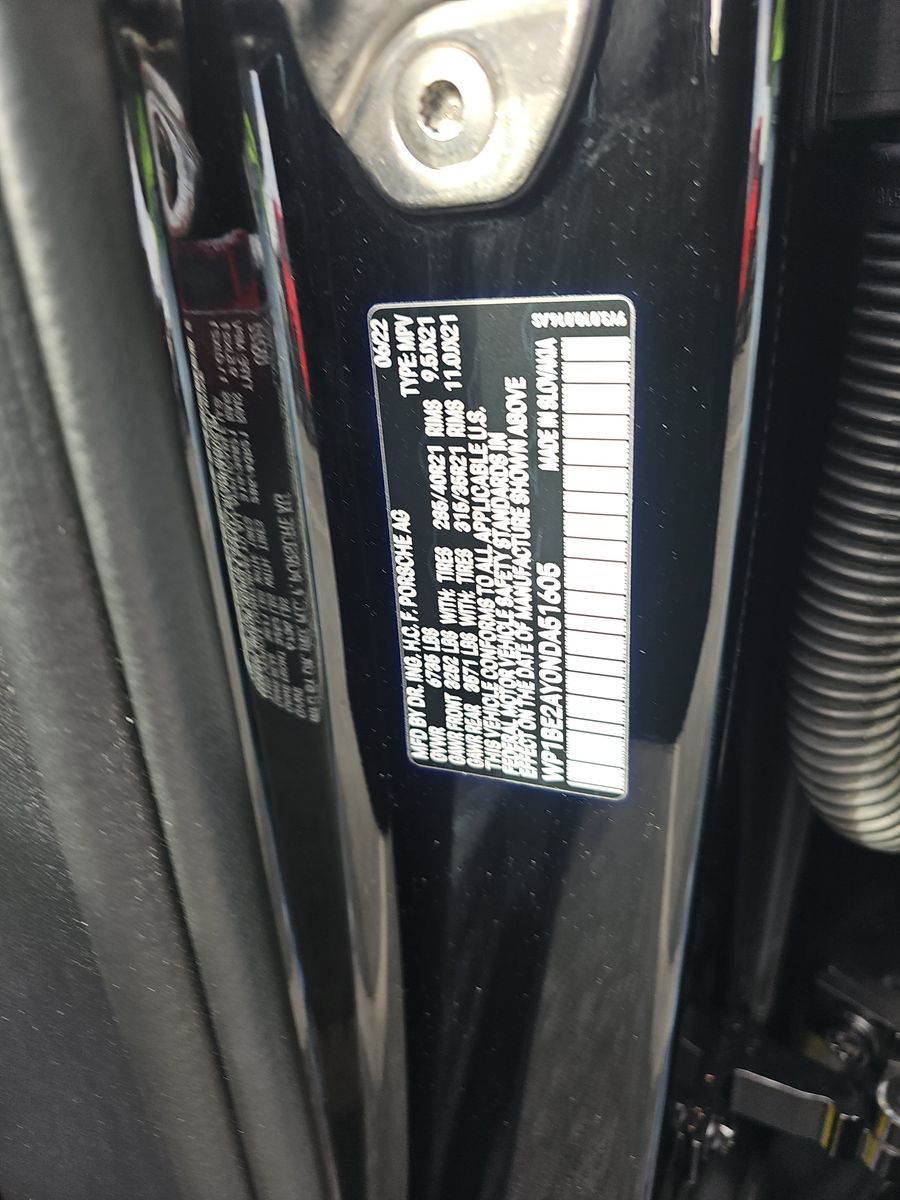 MFD BY DR. ING. H.C. F. PORSCHE AG 06/22
GVWR 6735 LBS TYPE: MPV
GAWR FRONT 3252 LBS WITH: TIRES 285/40R21 RIMS 9.5JX21
GAWR REAR 3671 LBS WITH: TIRES 315/35R21 RIMS 11.0JX21
THIS VEHICLE CONFORMS TO ALL APPLICABLE U.S.
FEDERAL MOTOR VEHICLE SAFETY STANDARDS IN
EFFECT ON THE DATE OF MANUFACTURE SHOWN ABOVE
WP1BE2AY0NDA51605 MADE IN SLOVAKIA